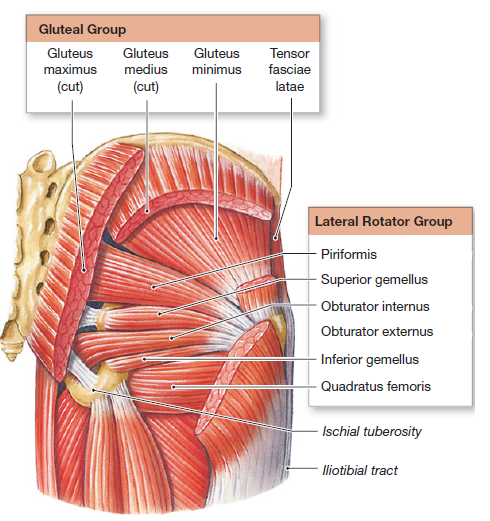 Gluteal Group
Gluteus maximus (cut)
Gluteus medius (cut)
Gluteus minimus
Tensor fasciae latae
Lateral Rotator Group
Piriformis
Superior gemellus
Obturator internus
Obturator externus
Inferior gemellus
Quadratus femoris
Ischial tuberosity
Iliotibial tract